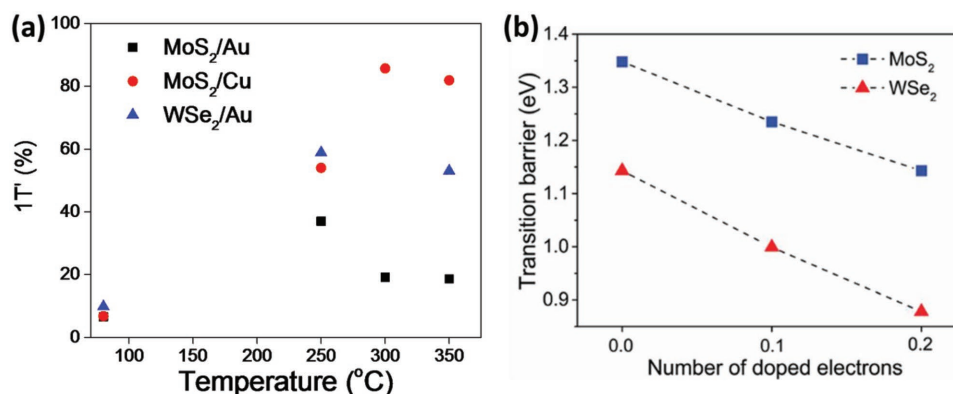 (a)
MoS2/Au
MoS2/Cu
WSe2/Au
1T' (%)
100
80
60
40
20
0
100 150 200 250 300 350
Temperature (°C)
(b)
MoS2
WSe2
Transition barrier (eV)
1.4
1.3
1.2
1.1
1.0
0.9
0.0 0.1 0.2
Number of doped electrons